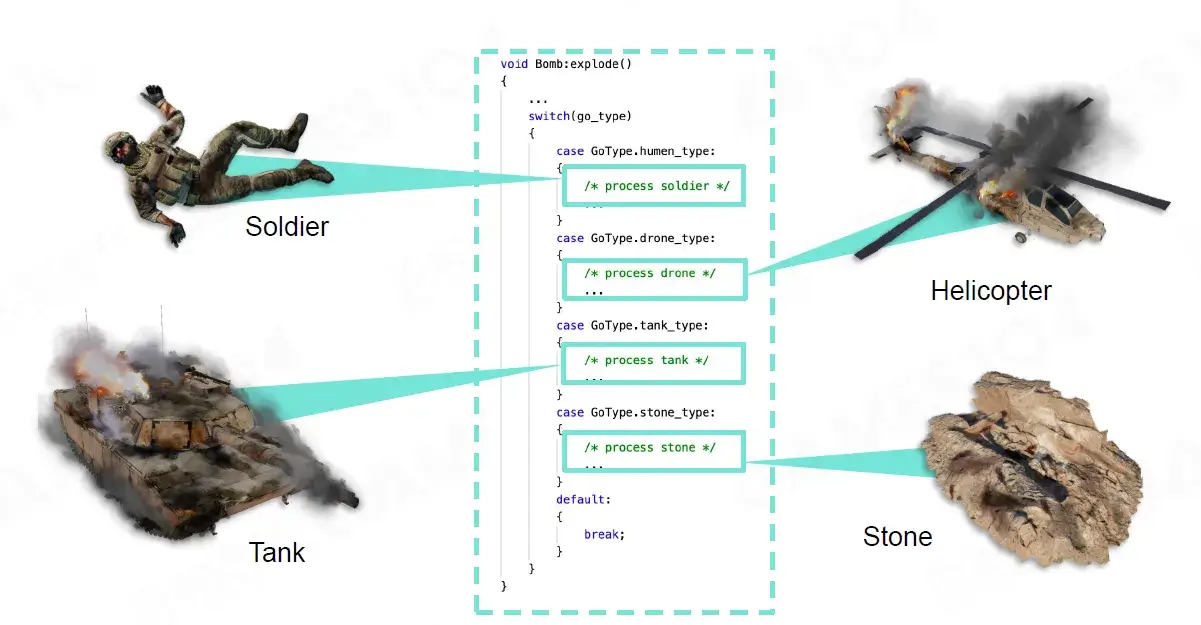 void Bomb:explode()
{
...
switch(go_type)
{
case GoType.humen_type:
{
/* process soldier */
...
}
case GoType.drone_type:
{
/* process drone */
...
}
case GoType.tank_type:
{
/* process tank */
...
}
case GoType.stone_type:
{
/* process stone */
...
}
default:
{
break;
}
}
}
Soldier
Helicopter
Tank
Stone